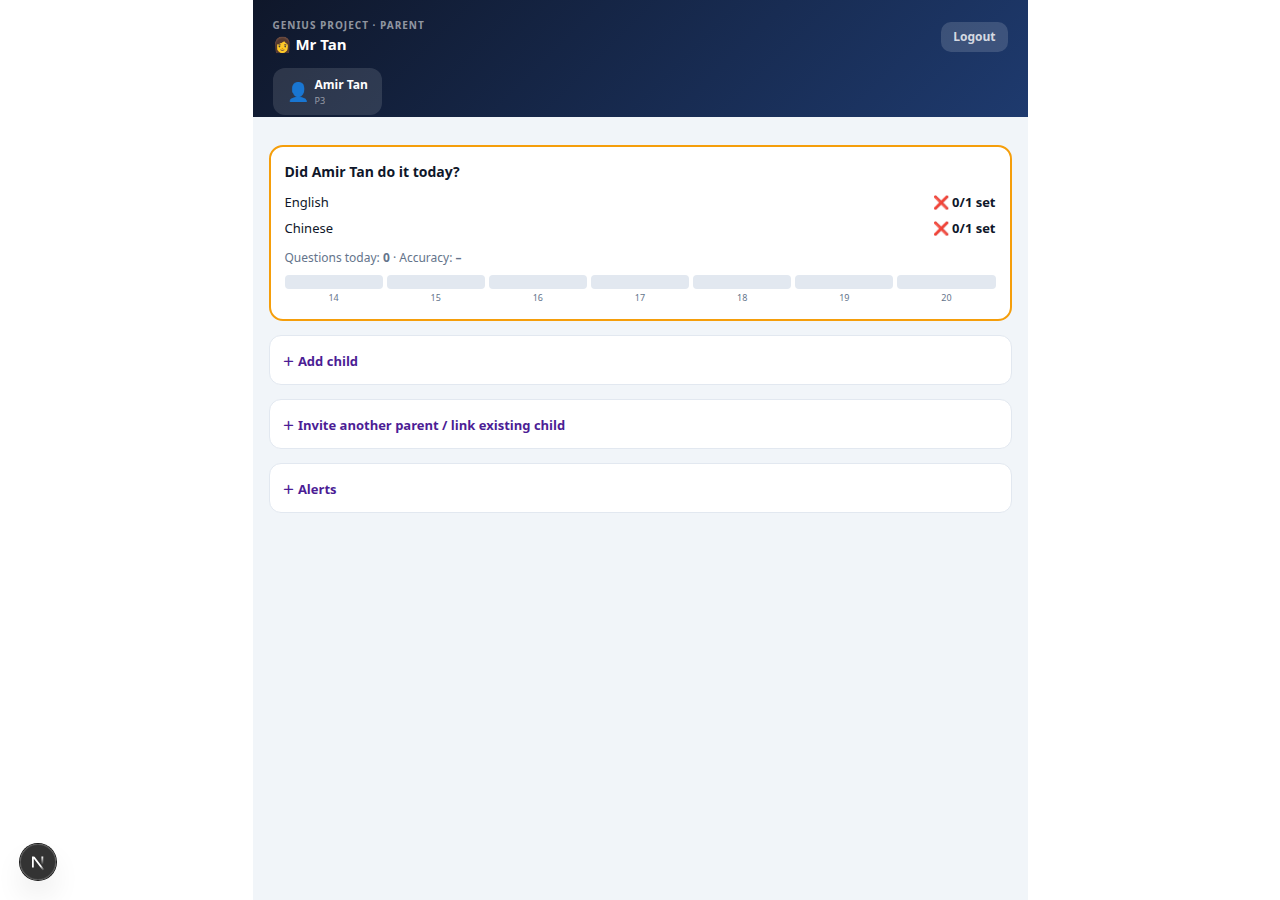 GENIUS PROJECT · PARENT
👩 Mr Tan
Logout
👤 Amir Tan
P3
Did Amir Tan do it today?
English ❌ 0/1 set
Chinese ❌ 0/1 set
Questions today: 0 · Accuracy: –
14 15 16 17 18 19 20
+ Add child
+ Invite another parent / link existing child
+ Alerts
N